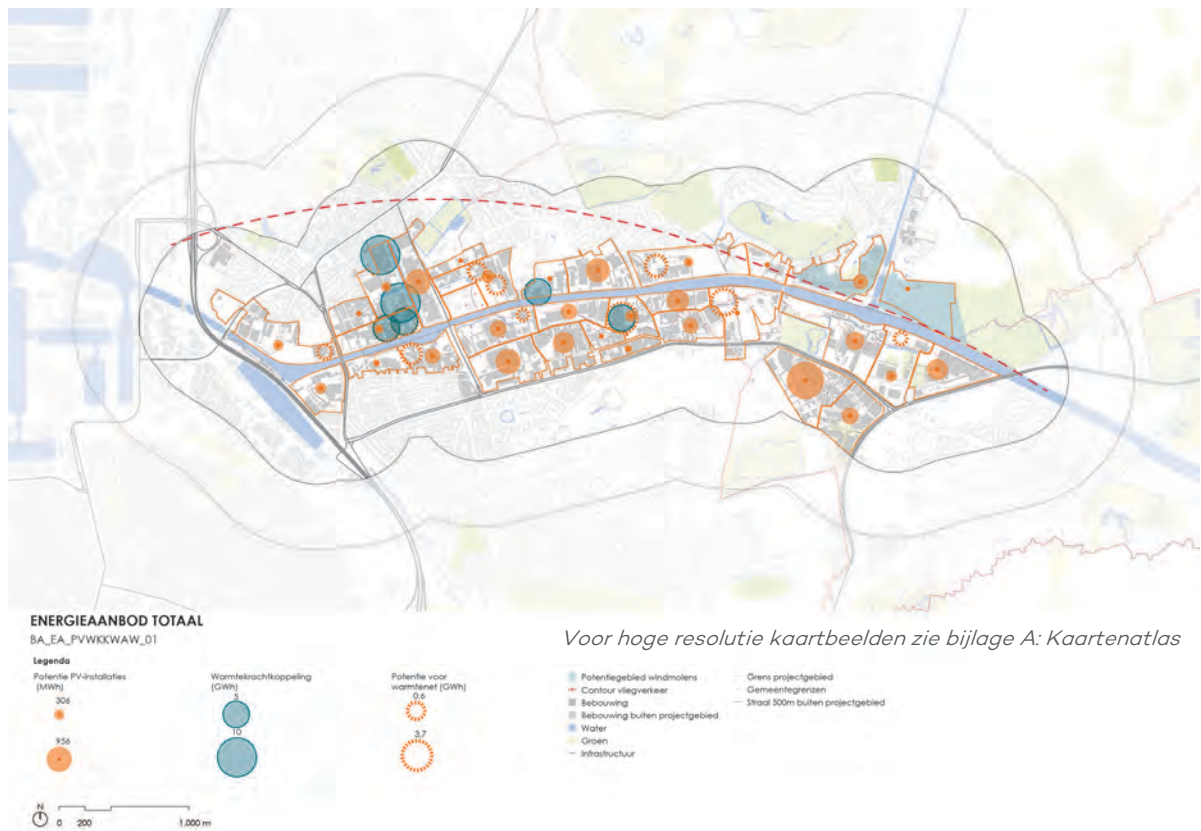 ENERGIEAANBOD TOTAAL
BA_EA_PVWKKWAW_01
Voor hoge resolutie kaartbeelden zie bijlage A: Kaartenatlas
Legenda
Potentie PV-installaties
(MWh)
306
956
Warmtekrachtkoppeling
(GWh)
5
10
Potentie voor
warmtenet (GWh)
0.6
3,7
Potentiegebied windmolens
Contour vliegverkeer
Bebouwing
Bebouwing buiten projectgebied
Water
Groen
Infrastructuur
Grens projectgebied
Gemeentegrenzen
Straal 500m buiten projectgebied
N
0 200 1.000 m